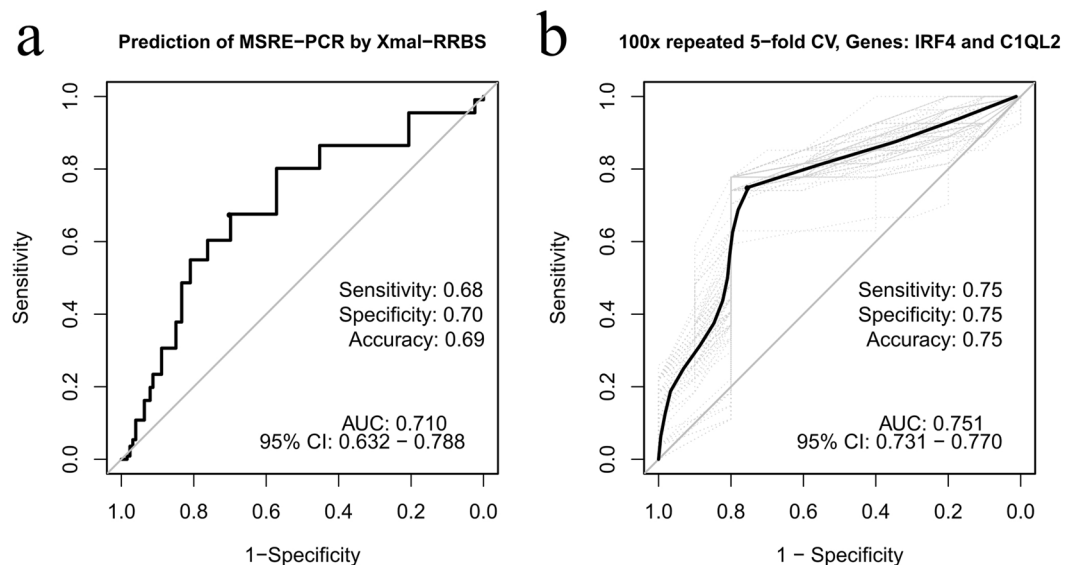 a
Prediction of MSRE−PCR by XmaI−RRBS
1.0
0.8
0.6
0.4
0.2
0.0
Sensitivity
Sensitivity: 0.68
Specificity: 0.70
Accuracy: 0.69
AUC: 0.710
95% CI: 0.632 − 0.788
1.0 0.8 0.6 0.4 0.2 0.0
1−Specificity
b
100x repeated 5−fold CV, Genes: IRF4 and C1QL2
1.0
0.8
0.6
0.4
0.2
0.0
Sensitivity
Sensitivity: 0.75
Specificity: 0.75
Accuracy: 0.75
AUC: 0.751
95% CI: 0.731 − 0.770
1.0 0.8 0.6 0.4 0.2 0.0
1 − Specificity